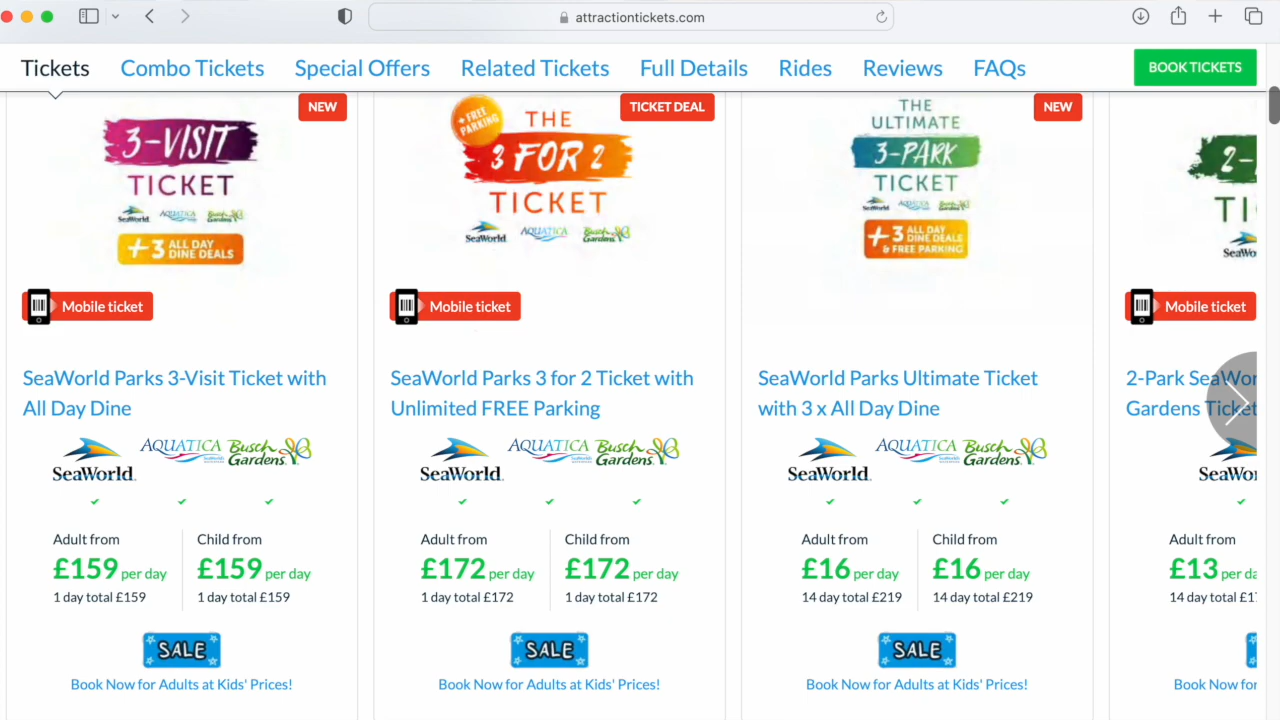 attractiontickets.com
Tickets
Combo Tickets
Special Offers
Related Tickets
Full Details
Rides
Reviews
FAQs
BOOK TICKETS
NEW
3-VISIT
TICKET
SeaWorld AQUATICA Busch Gardens
+3 ALL DAY
DINE DEALS
Mobile ticket
SeaWorld Parks 3-Visit Ticket with
All Day Dine
SeaWorld AQUATICA Busch
Gardens
Adult from
£159 per day
1 day total £159
Child from
£159 per day
1 day total £159
SALE
Book Now for Adults at Kids' Prices!
TICKET DEAL
+ FREE
PARKING
THE
3 FOR 2
TICKET
SeaWorld AQUATICA Busch Gardens
Mobile ticket
SeaWorld Parks 3 for 2 Ticket with
Unlimited FREE Parking
SeaWorld AQUATICA Busch
Gardens
Adult from
£172 per day
1 day total £172
Child from
£172 per day
1 day total £172
SALE
Book Now for Adults at Kids' Prices!
NEW
THE
ULTIMATE
3-PARK
TICKET
SeaWorld AQUATICA Busch Gardens
+3 ALL DAY
DINE DEALS
& FREE PARKING
SeaWorld Parks Ultimate Ticket
with 3 x All Day Dine
SeaWorld AQUATICA Busch
Gardens
Adult from
£16 per day
14 day total £219
Child from
£16 per day
14 day total £219
SALE
Book Now for Adults at Kids' Prices!
2-
TI
SeaWo
Mobile ticket
2-Park SeaWor
Gardens Ticket
SeaWor
Adult from
£13 per da
14 day total £17
Book Now for